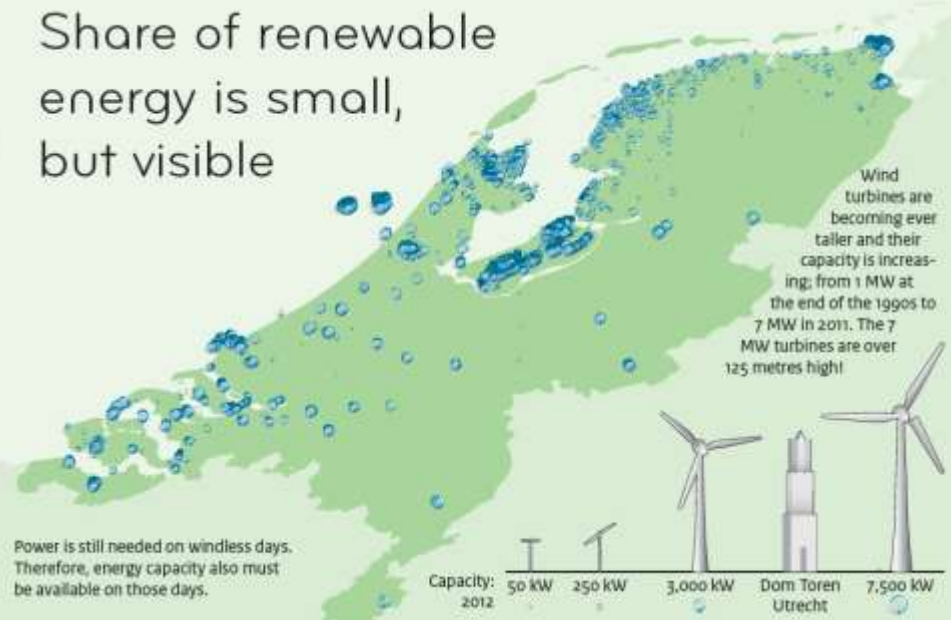 Share of renewable
energy is small,
but visible
Wind
turbines are
becoming ever
taller and their
capacity is increas-
ing; from 1 MW at
the end of the 1990s to
7 MW in 2011. The 7
MW turbines are over
125 metres high!
Power is still needed on windless days.
Therefore, energy capacity also must
be available on those days.
Capacity: 50 kW 250 kW 3,000 kW Dom Toren 7,500 kW
2012 Utrecht